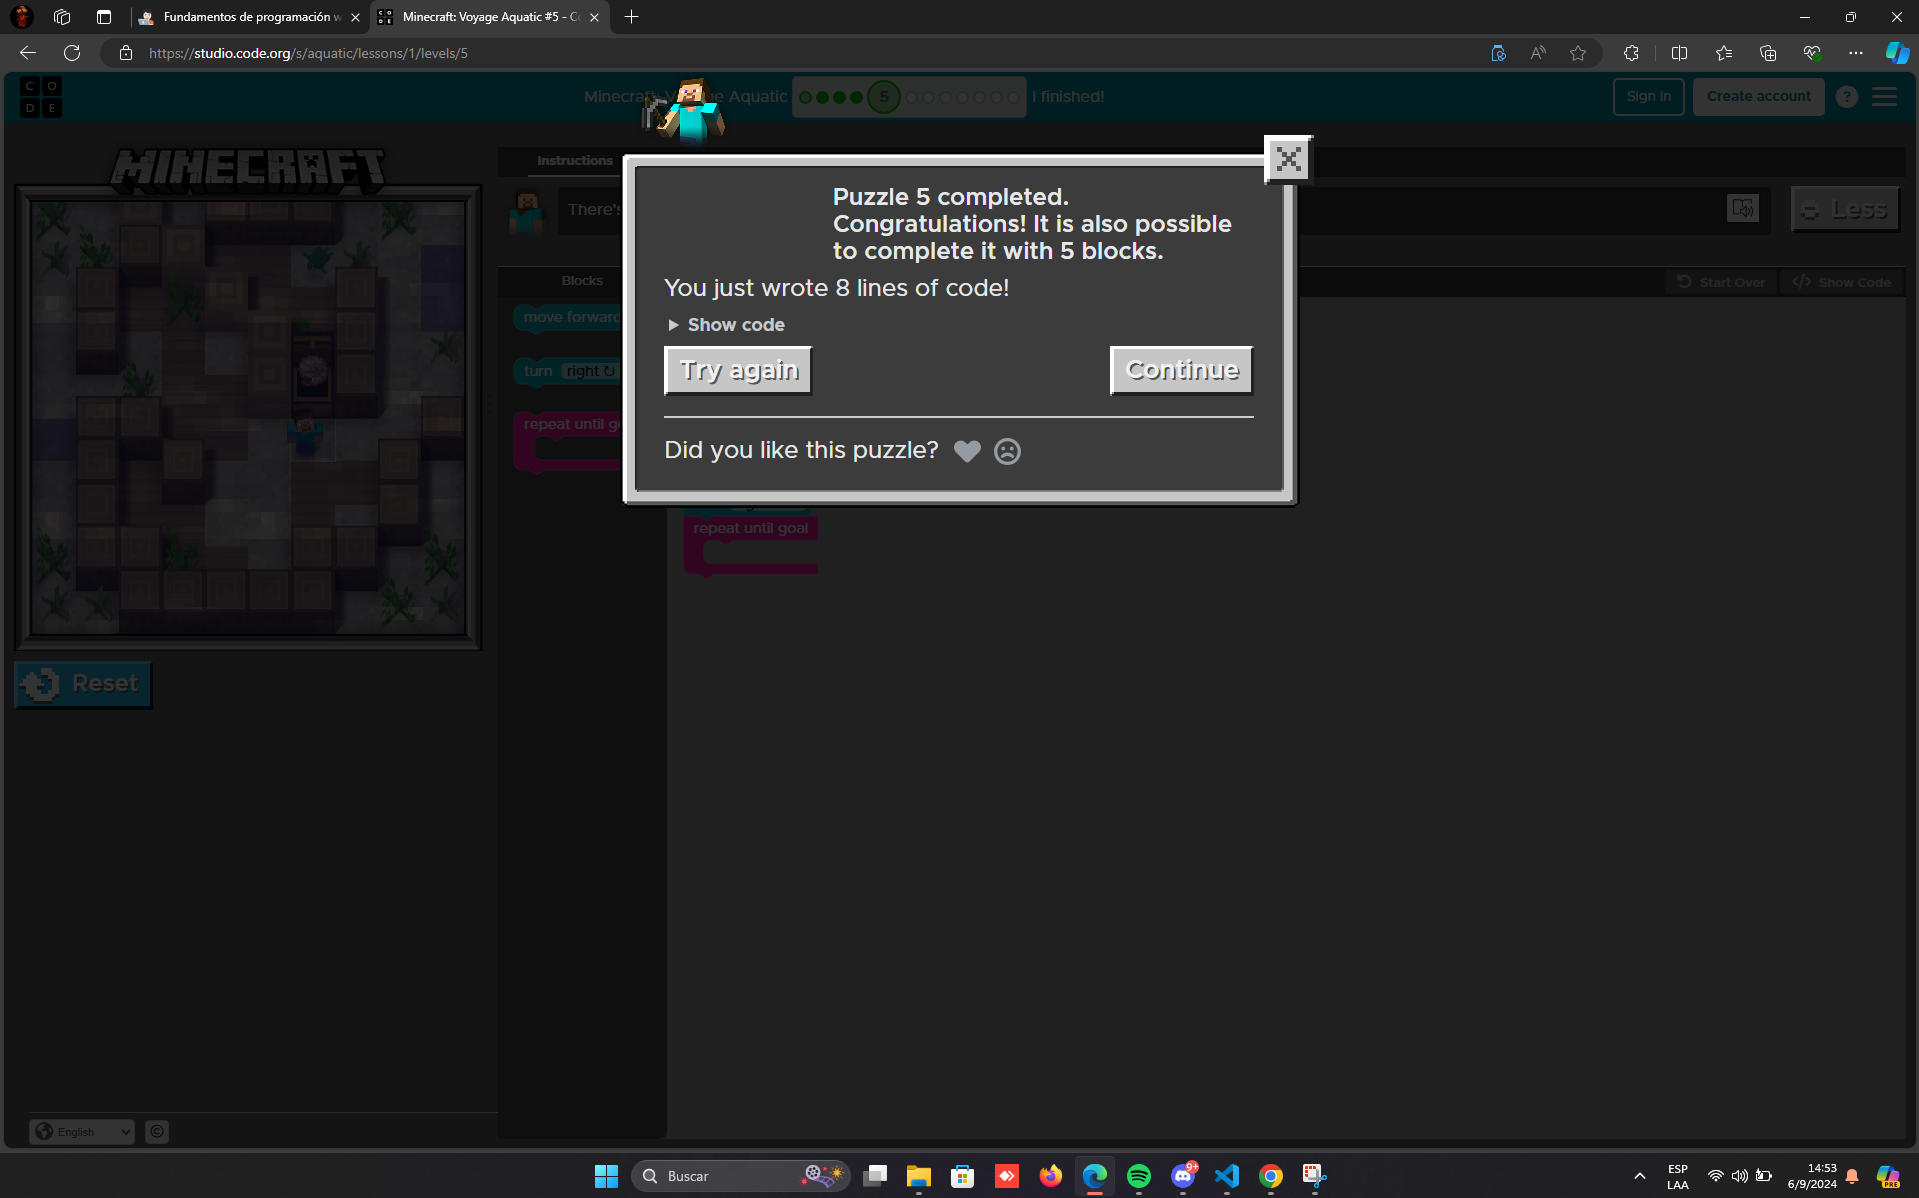 Fundamentos de programación w
Minecraft: Voyage Aquatic #5 - Co
https://studio.code.org/s/aquatic/lessons/1/levels/5
C O
D E
Minecraft: Voyage Aquatic
5
I finished!
Sign in
Create account
?
MINECRAFT
Instructions
There's
Less
Blocks
Start Over
</> Show Code
move forward
turn right ↻
repeat until go
Puzzle 5 completed.
Congratulations! It is also possible
to complete it with 5 blocks.
You just wrote 8 lines of code!
Show code
Try again
Continue
Did you like this puzzle?
repeat until goal
Reset
English
©
Buscar
9+
ESP
LAA
14:53
6/9/2024
PRE